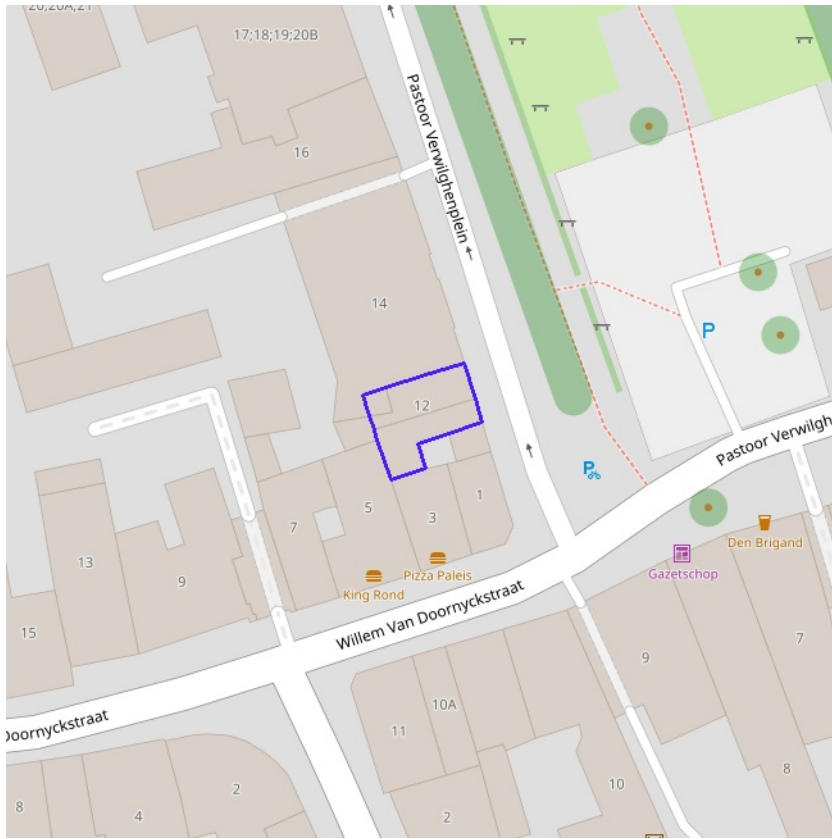 20;20A;21
17;18;19;20B
16
Pastoor Verwilghenplein
14
12
P
P
Pastoor Verwilgh
1
5
3
7
13
9
15
King Rond
Pizza Paleis
Den Brigand
Gazetschop
Willem Van Doornyckstraat
Doornyckstraat
9
7
10A
11
2
8
4
2
10
8